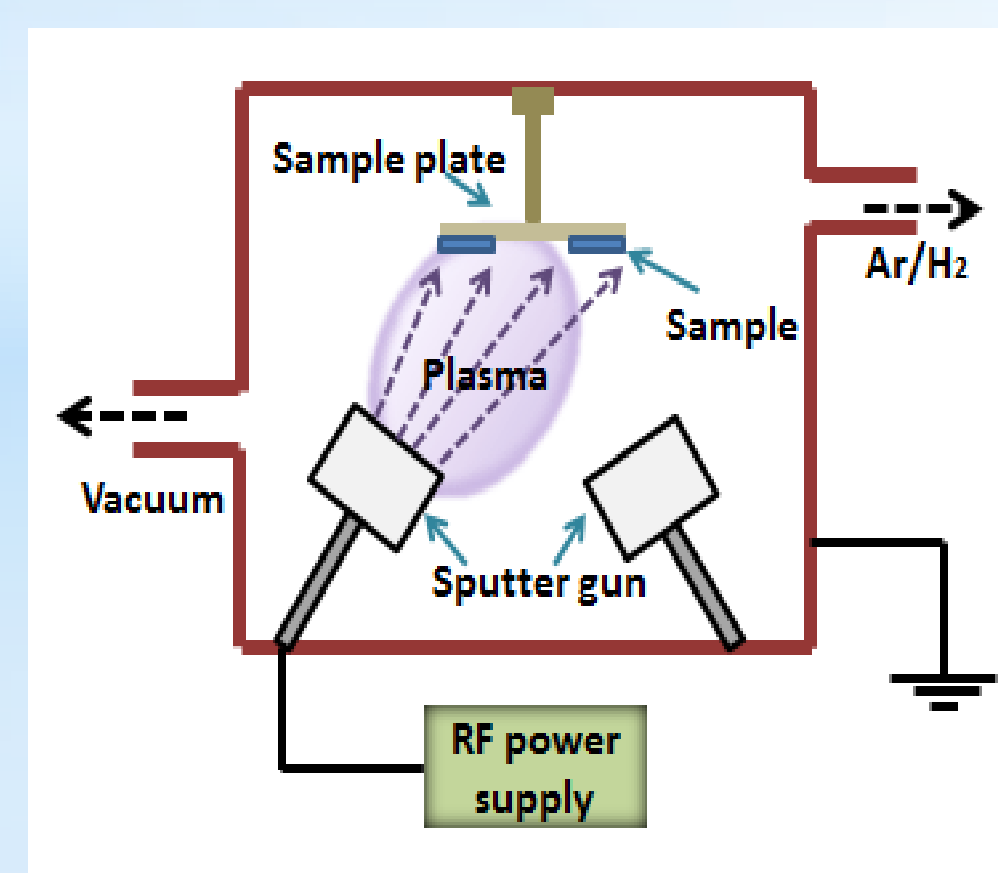 Sample plate
Ar/H₂
Sample
Plasma
Vacuum
Sputter gun
RF power
supply